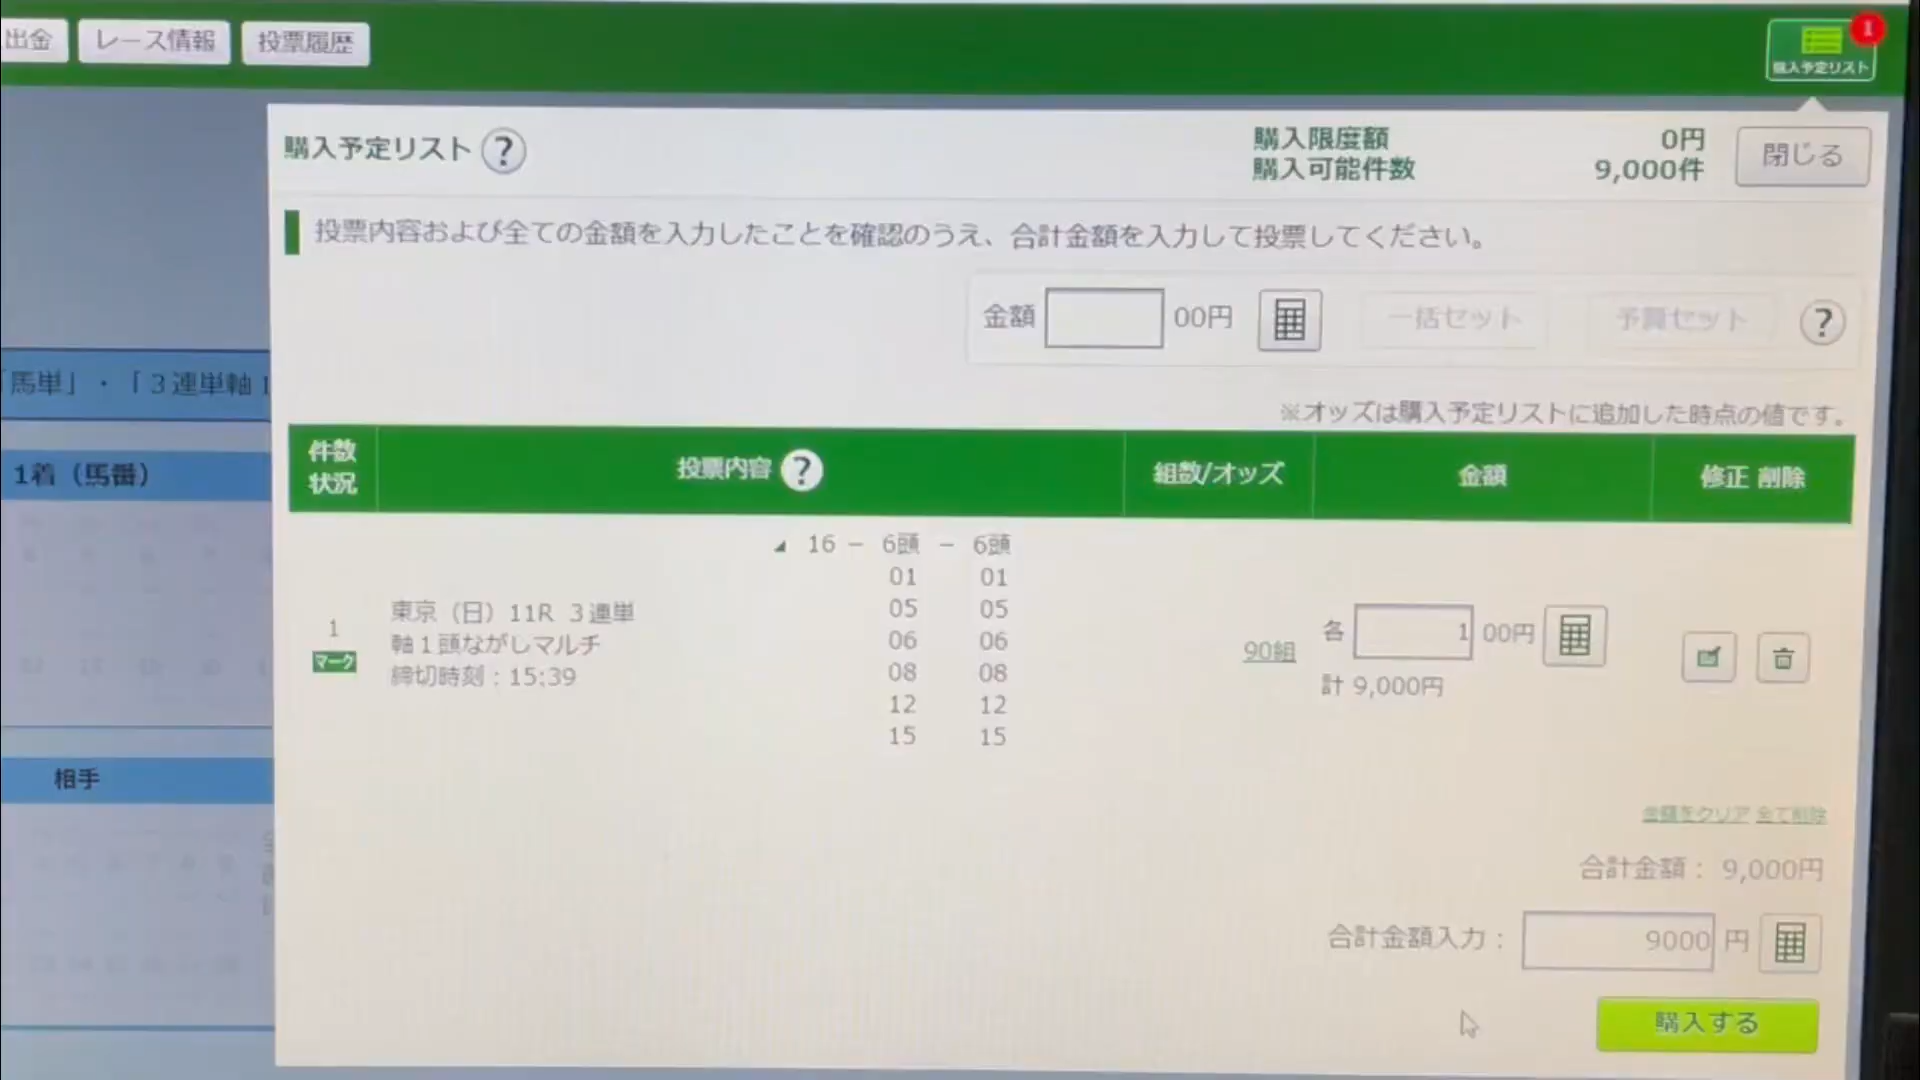 出金
レース情報
投票履歴
1
購入予定リスト
購入予定リスト ?
購入限度額 0円
購入可能件数 9,000件
閉じる
投票内容および全ての金額を入力したことを確認のうえ、合計金額を入力して投票してください。
金額 00円
一括セット
予算セット
?
※オッズは購入予定リストに追加した時点の値です。
「馬単」・「３連単軸１
1着（馬番）
相手
件数
状況
投票内容 ?
組数/オッズ
金額
修正 削除
1
マーク
東京（日）11R ３連単
軸１頭ながしマルチ
締切時刻：15:39
16 － 6頭 － 6頭
01 01
05 05
06 06
08 08
12 12
15 15
90組
各 1 00円
計 9,000円
金額をクリア 全て削除
合計金額： 9,000円
合計金額入力： 9000 円
購入する